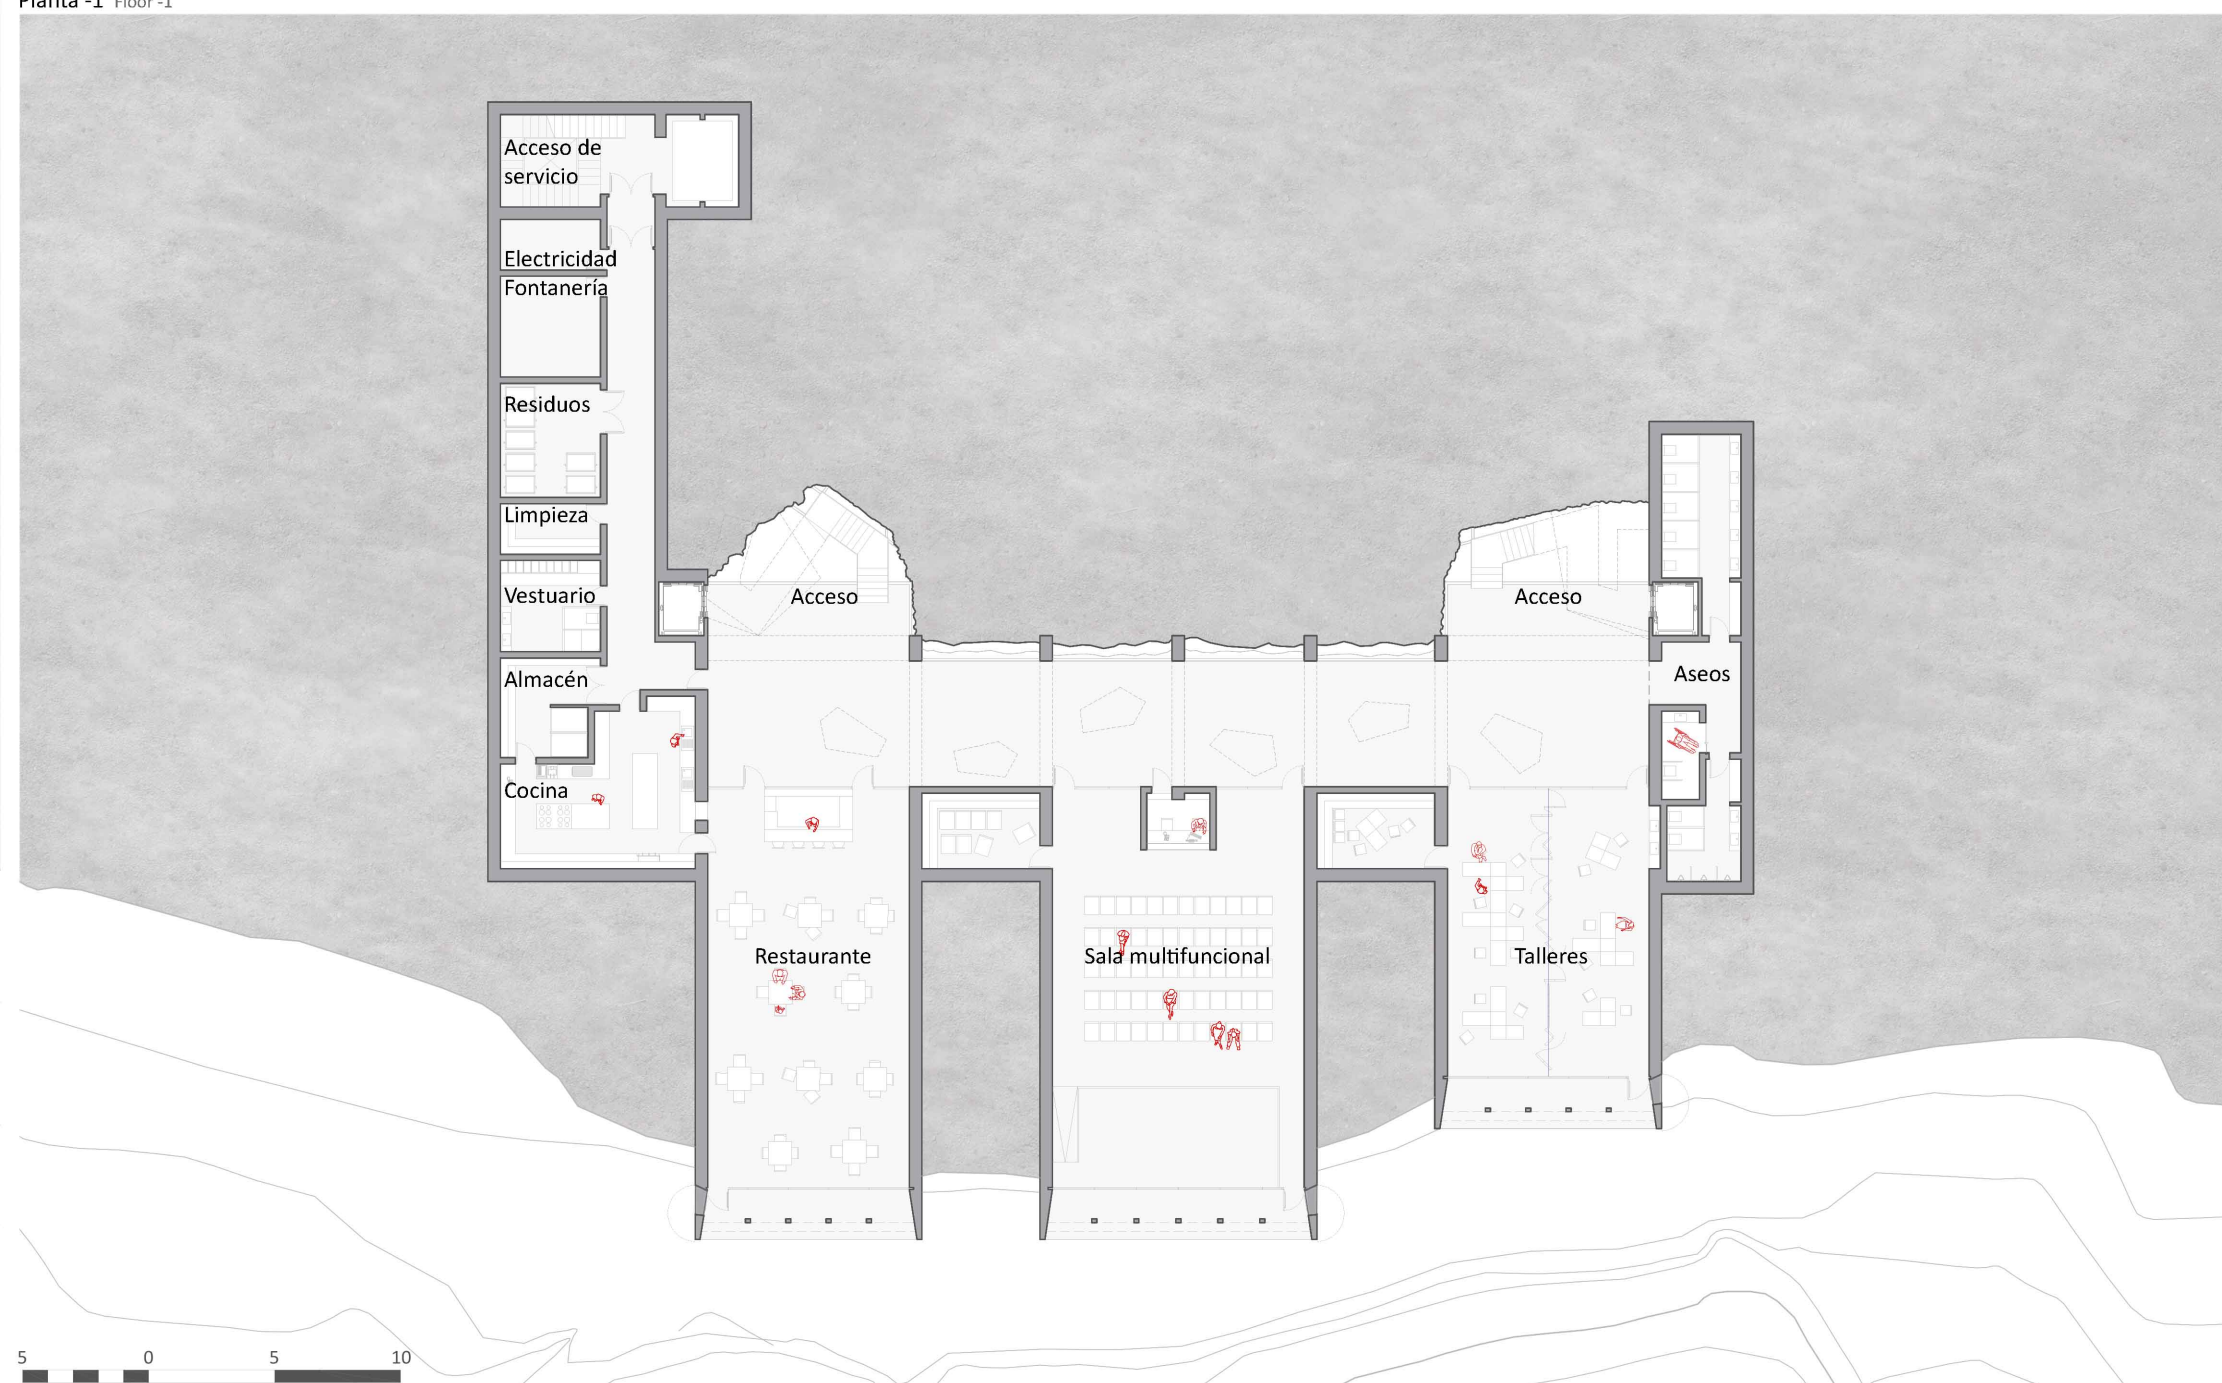 Planta -1 Floor -1
Acceso de
servicio
Electricidad
Fontanería
Residuos
Limpieza
Vestuario
Acceso
Acceso
Almacén
Aseos
Cocina
Restaurante
Sala multifuncional
Talleres
5 0 5 10